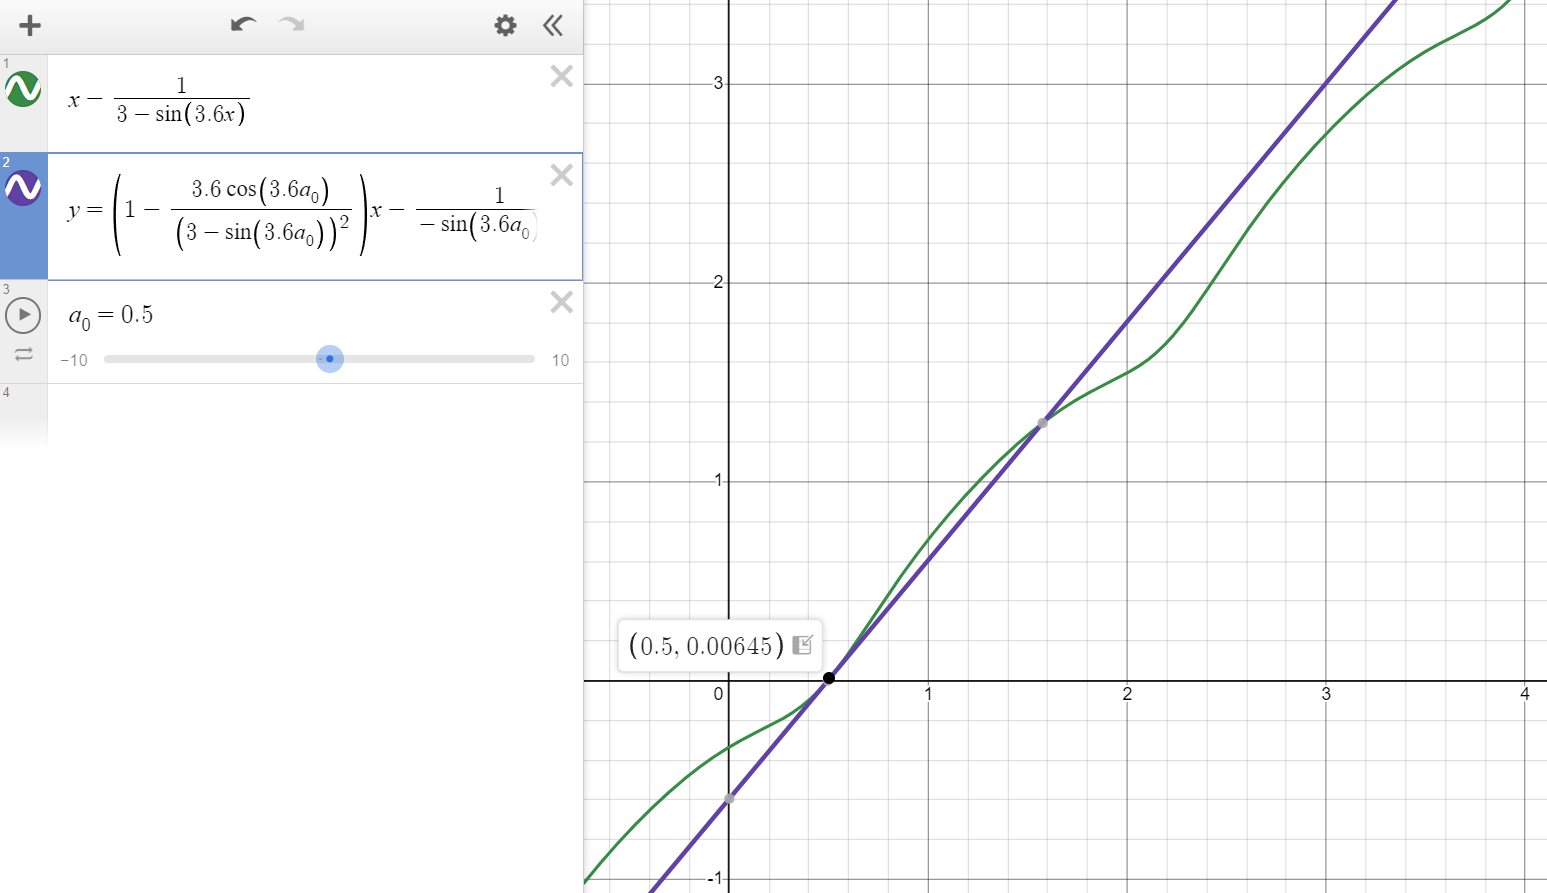 1
x − 1/(3 − sin(3.6x))
2
y = (1 − 3.6 cos(3.6a₀)/(3 − sin(3.6a₀))²)x − 1/(− sin(3.6a₀)
3
a₀ = 0.5
−10 10
4
3
2
1
(0.5, 0.00645)
0 1 2 3 4
-1